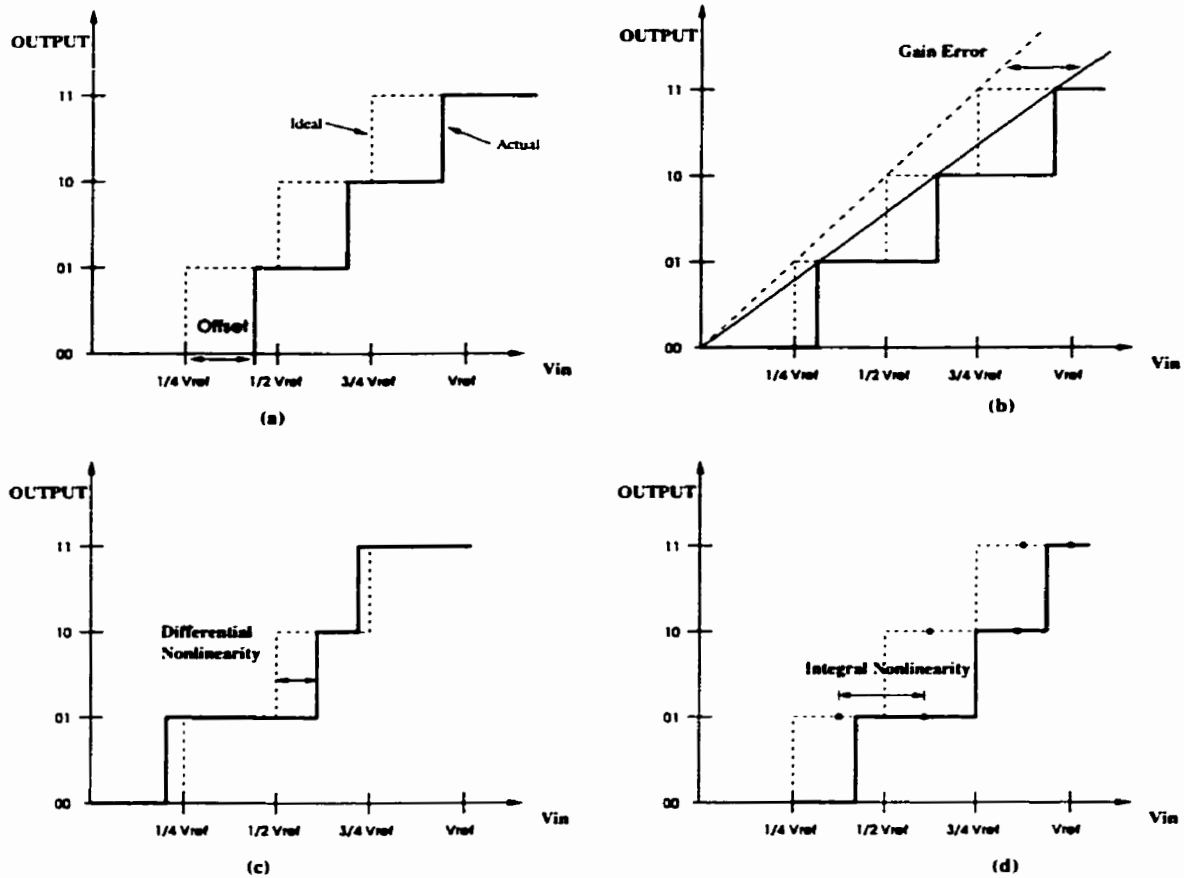 OUTPUT
11
10
01
00
Ideal
Actual
Offset
1/4 Vref
1/2 Vref
3/4 Vref
Vref
Vin
(a)
OUTPUT
Gain Error
11
10
01
00
1/4 Vref
1/2 Vref
3/4 Vref
Vref
Vin
(b)
OUTPUT
11
10
01
00
Differential
Nonlinearity
1/4 Vref
1/2 Vref
3/4 Vref
Vref
Vin
(c)
OUTPUT
11
10
01
00
Integral Nonlinearity
1/4 Vref
1/2 Vref
3/4 Vref
Vref
Vin
(d)